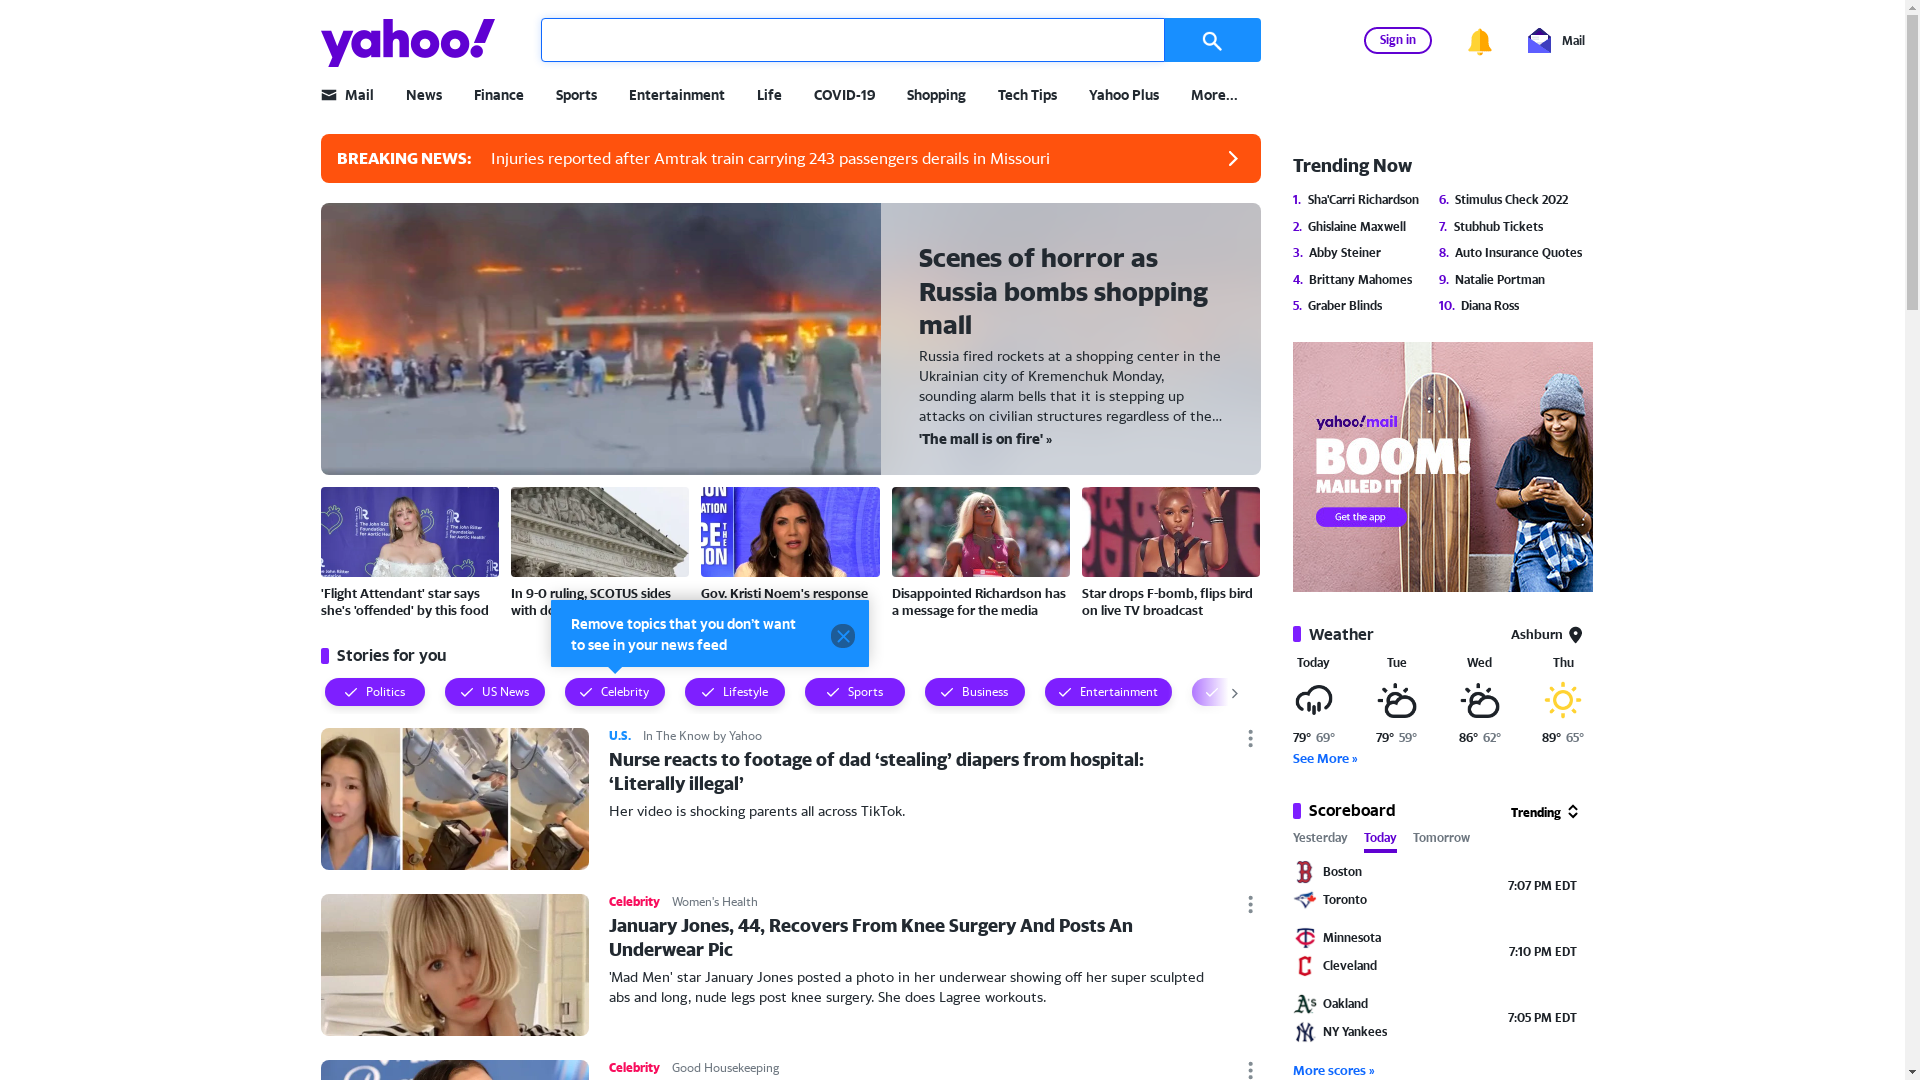 yahoo!
Sign in
Mail
Mail
News
Finance
Sports
Entertainment
Life
COVID-19
Shopping
Tech Tips
Yahoo Plus
More...
BREAKING NEWS: Injuries reported after Amtrak train carrying 243 passengers derails in Missouri
Scenes of horror as
Russia bombs shopping
mall
Russia fired rockets at a shopping center in the
Ukrainian city of Kremenchuk Monday,
sounding alarm bells that it is stepping up
attacks on civilian structures regardless of the...
'The mall is on fire' »
'Flight Attendant' star says
she's 'offended' by this food
In 9-0 ruling, SCOTUS sides
with do
Gov. Kristi Noem's response
Disappointed Richardson has
a message for the media
Star drops F-bomb, flips bird
on live TV broadcast
Remove topics that you don't want
to see in your news feed
Stories for you
Politics
US News
Celebrity
Lifestyle
Sports
Business
Entertainment
U.S. In The Know by Yahoo
Nurse reacts to footage of dad ‘stealing’ diapers from hospital:
‘Literally illegal’
Her video is shocking parents all across TikTok.
Celebrity Women's Health
January Jones, 44, Recovers From Knee Surgery And Posts An
Underwear Pic
'Mad Men' star January Jones posted a photo in her underwear showing off her super sculpted
abs and long, nude legs post knee surgery. She does Lagree workouts.
Celebrity Good Housekeeping
Trending Now
1. Sha'Carri Richardson
2. Ghislaine Maxwell
3. Abby Steiner
4. Brittany Mahomes
5. Graber Blinds
6. Stimulus Check 2022
7. Stubhub Tickets
8. Auto Insurance Quotes
9. Natalie Portman
10. Diana Ross
yahoo!mail
BOOM!
MAILED IT
Get the app
Weather
Ashburn
Today Tue Wed Thu
79° 69° 79° 59° 86° 62° 89° 65°
See More »
Scoreboard
Trending
Yesterday Today Tomorrow
Boston
Toronto
7:07 PM EDT
Minnesota
Cleveland
7:10 PM EDT
Oakland
NY Yankees
7:05 PM EDT
More scores »